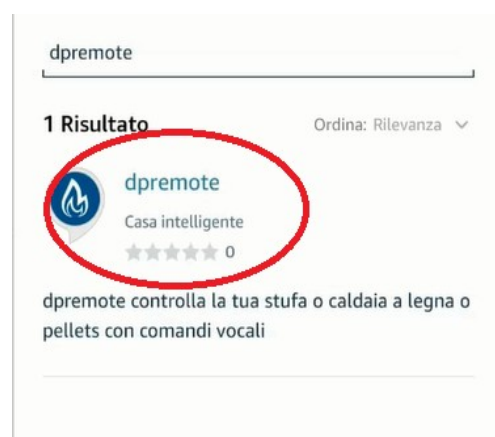 dpremote
1 Risultato
Ordina: Rilevanza
dpremote
Casa intelligente
0
dpremote controlla la tua stufa o caldaia a legna o
pellets con comandi vocali